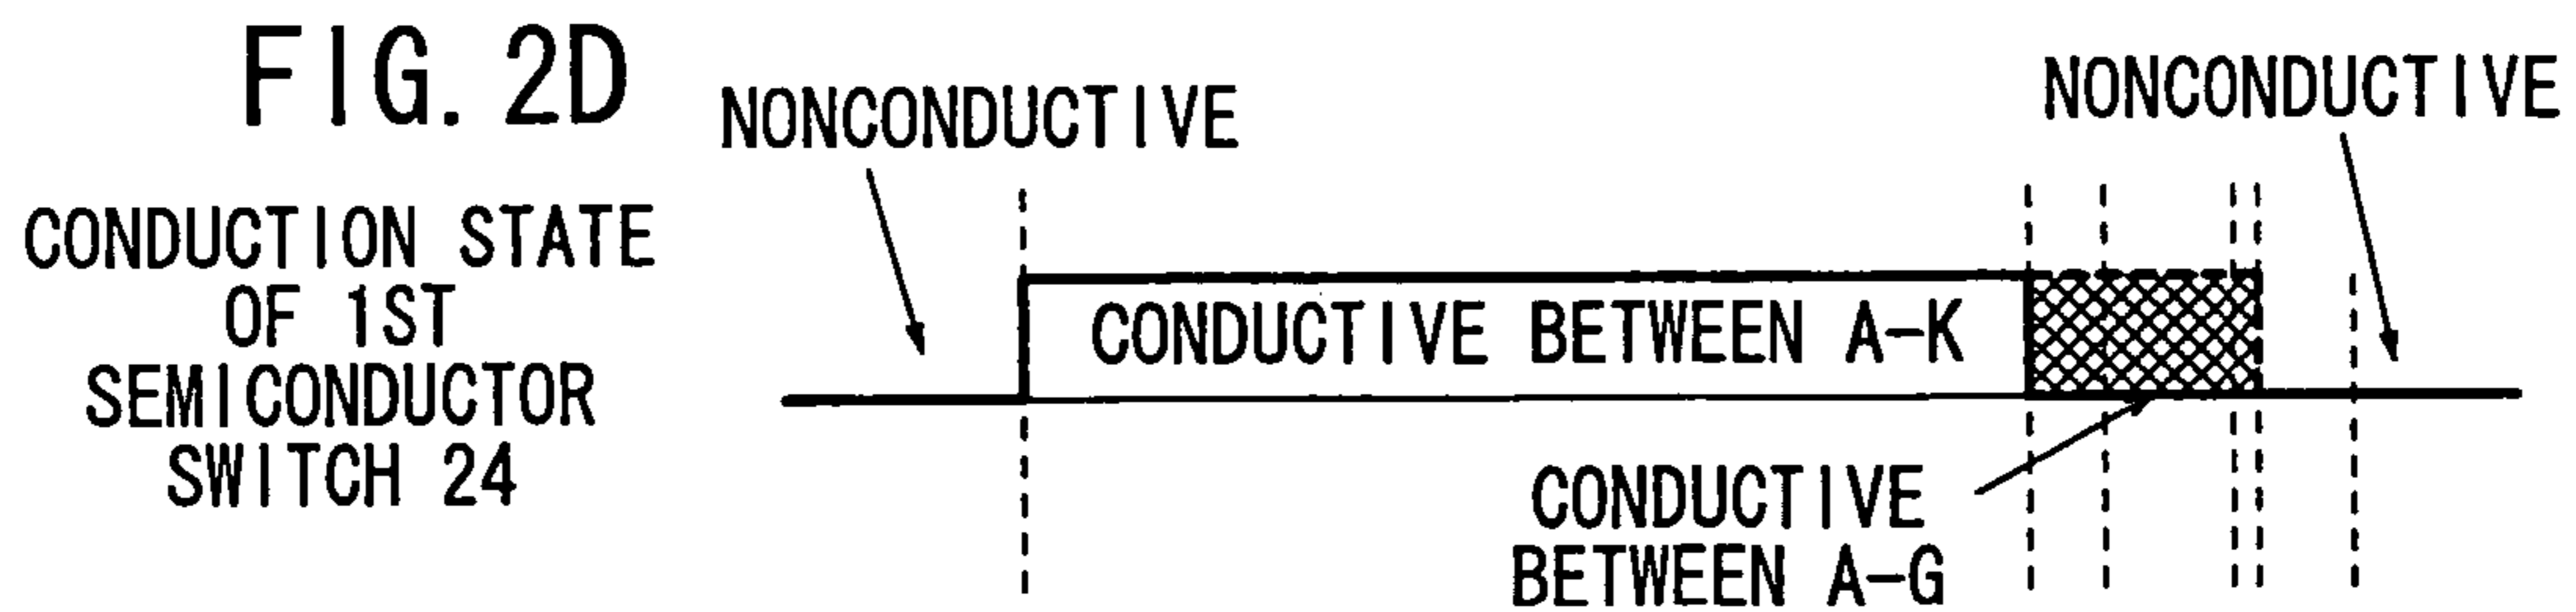 FIG. 2D
CONDUCTION STATE
OF 1ST
SEMICONDUCTOR
SWITCH 24
NONCONDUCTIVE
CONDUCTIVE BETWEEN A-K
CONDUCTIVE
BETWEEN A-G
NONCONDUCTIVE